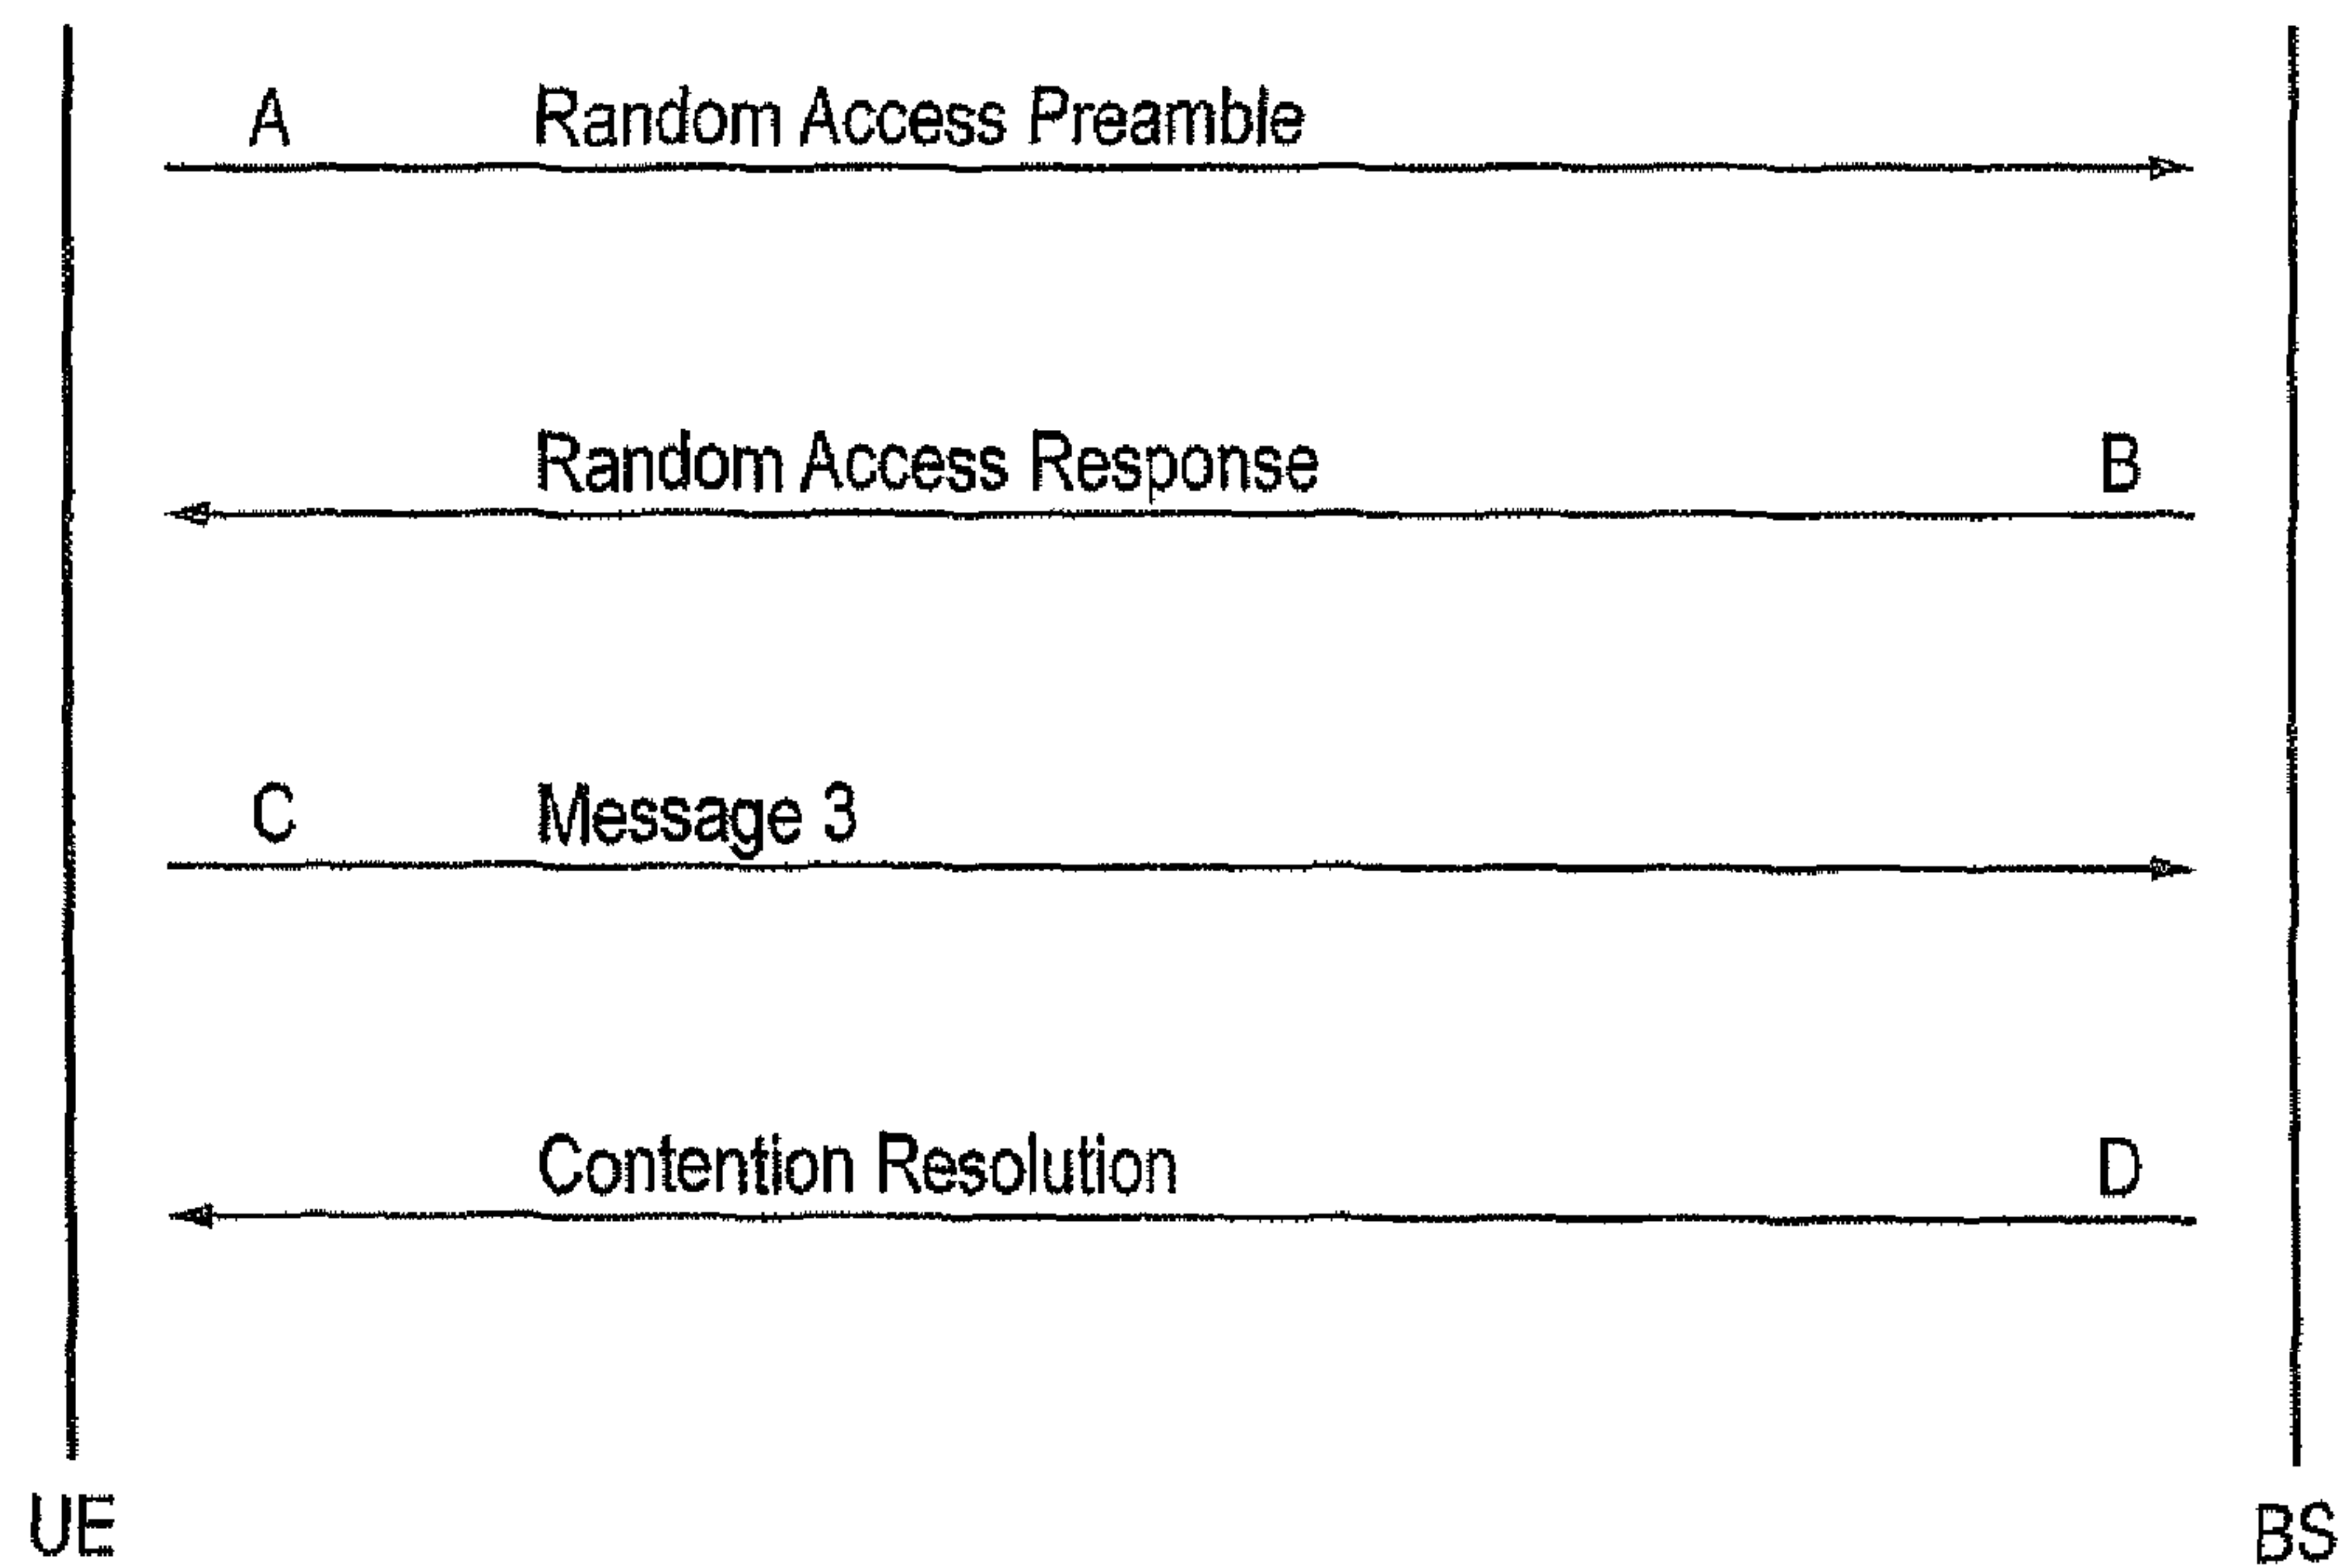 A Random Access Preamble
Random Access Response B
C Message 3
Contention Resolution D
UE BS